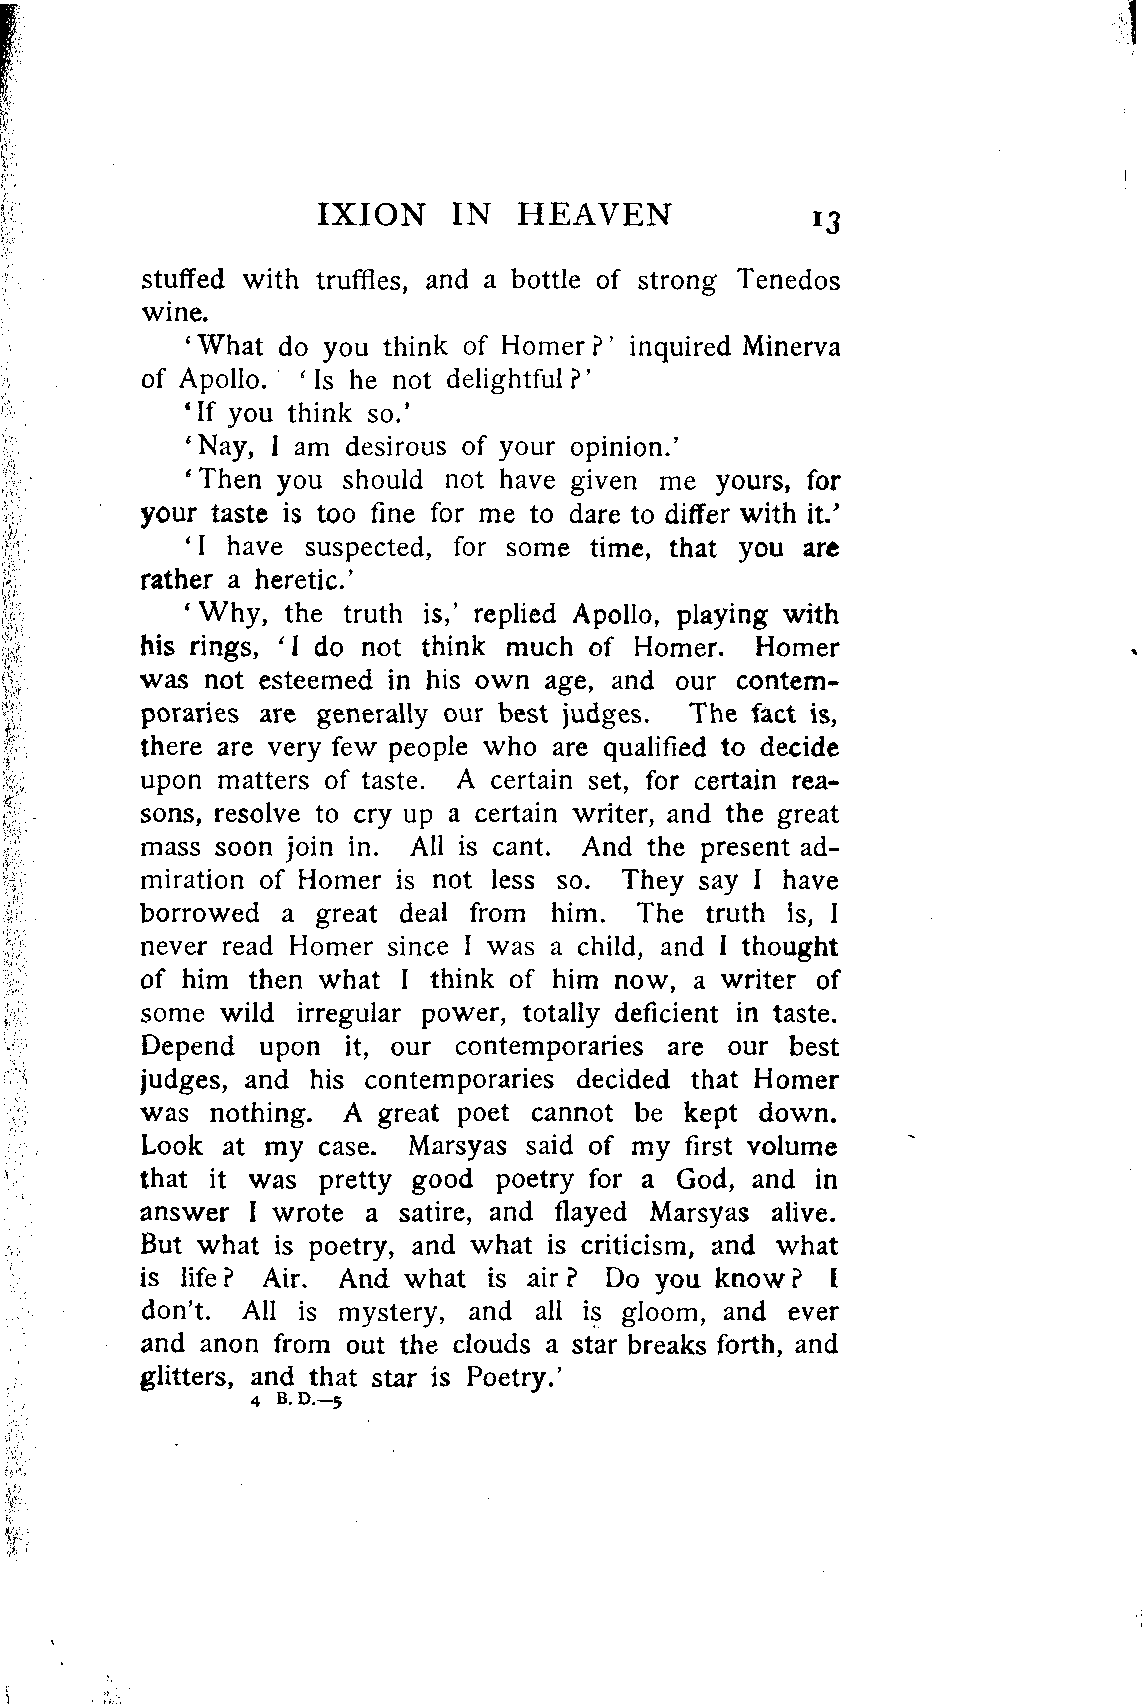 IXION IN HEAVEN 13
stuffed with truffles, and a bottle of strong Tenedos
wine.
‘What do you think of Homer?’ inquired Minerva
of Apollo. ‘Is he not delightful?’
‘If you think so.’
‘Nay, I am desirous of your opinion.’
‘Then you should not have given me yours, for
your taste is too fine for me to dare to differ with it.’
‘I have suspected, for some time, that you are
rather a heretic.’
‘Why, the truth is,’ replied Apollo, playing with
his rings, ‘I do not think much of Homer. Homer
was not esteemed in his own age, and our contem-
poraries are generally our best judges. The fact is,
there are very few people who are qualified to decide
upon matters of taste. A certain set, for certain rea-
sons, resolve to cry up a certain writer, and the great
mass soon join in. All is cant. And the present ad-
miration of Homer is not less so. They say I have
borrowed a great deal from him. The truth is, I
never read Homer since I was a child, and I thought
of him then what I think of him now, a writer of
some wild irregular power, totally deficient in taste.
Depend upon it, our contemporaries are our best
judges, and his contemporaries decided that Homer
was nothing. A great poet cannot be kept down.
Look at my case. Marsyas said of my first volume
that it was pretty good poetry for a God, and in
answer I wrote a satire, and flayed Marsyas alive.
But what is poetry, and what is criticism, and what
is life? Air. And what is air? Do you know? I
don't. All is mystery, and all is gloom, and ever
and anon from out the clouds a star breaks forth, and
glitters, and that star is Poetry.’
4 B. D.—5